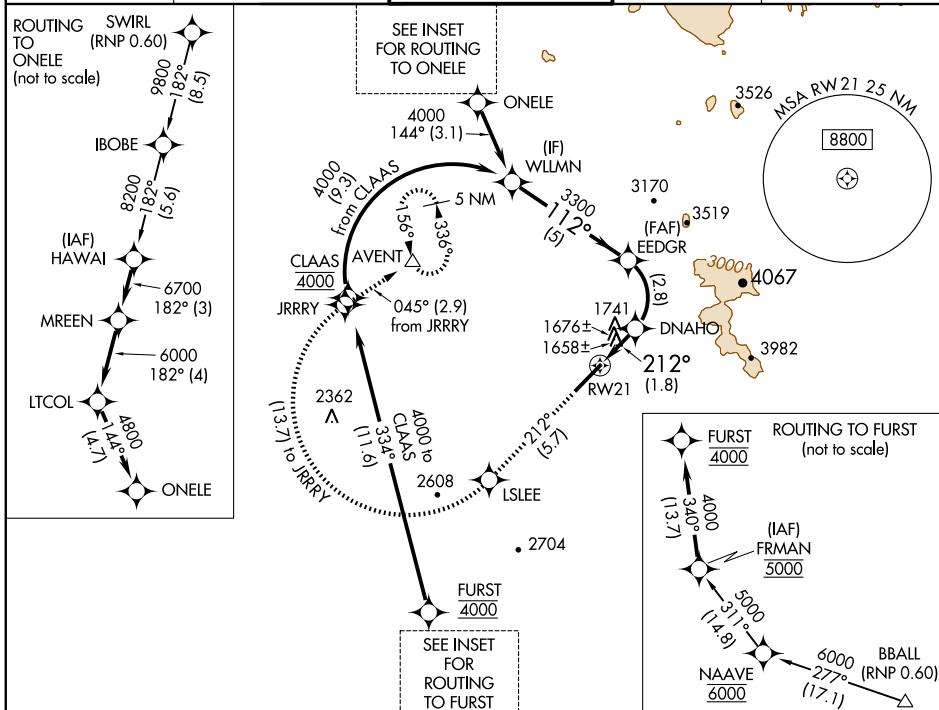 ROUTING
TO
ONELE
(not to scale)
SWIRL
(RNP 0.60)
9800
182°
(8.5)
IBOBE
8200
182°
(5.6)
(IAF)
HAWAI
6700
182° (3)
MREEN
6000
182° (4)
LTCOL
4800
144°
(4.7)
ONELE
SEE INSET
FOR ROUTING
TO ONELE
ONELE
4000
144° (3.1)
(IF)
WLLMN
4000
(9.3)
from CLAAS
5 NM
156°
336°
AVENT
CLAAS
4000
JRRRY
045° (2.9)
from JRRRY
3300
112°
(5)
3170
3526
3519
(FAF)
EEDGR
(2.8)
3000
4067
3982
1741
1676±
1658±
DNAHO
212°
(1.8)
RW21
212°
(5.7)
LSLEE
(13.7) to JRRRY
2362
4000 to
CLAAS
334°
(11.6)
2608
2704
FURST
4000
SEE INSET
FOR
ROUTING
TO FURST
MSA RW21 25 NM
8800
ROUTING TO FURST
(not to scale)
FURST
4000
4000
340°
(13.7)
(IAF)
FRMAN
5000
5000
311°
(14.8)
NAAVE
6000
6000
277°
(17.1)
BBALL
(RNP 0.60)